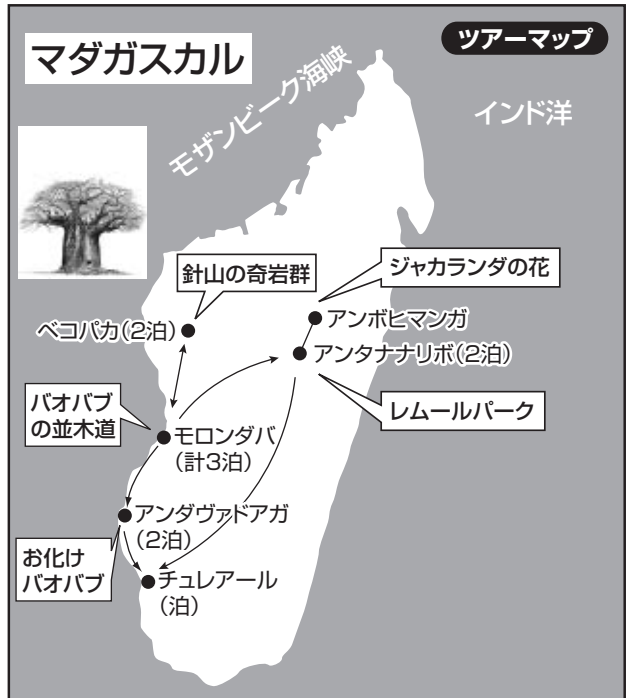 マダガスカル
ツアーマップ
モザンビーク海峡
インド洋
針山の奇岩群
ジャカランダの花
ベコパカ(2泊)
アンボヒマンガ
アンタナナリボ(2泊)
バオバブ
の並木道
レムールパーク
モロンダバ
(計3泊)
アンダヴァドアガ
(2泊)
お化け
バオバブ
チュレアール
(泊)